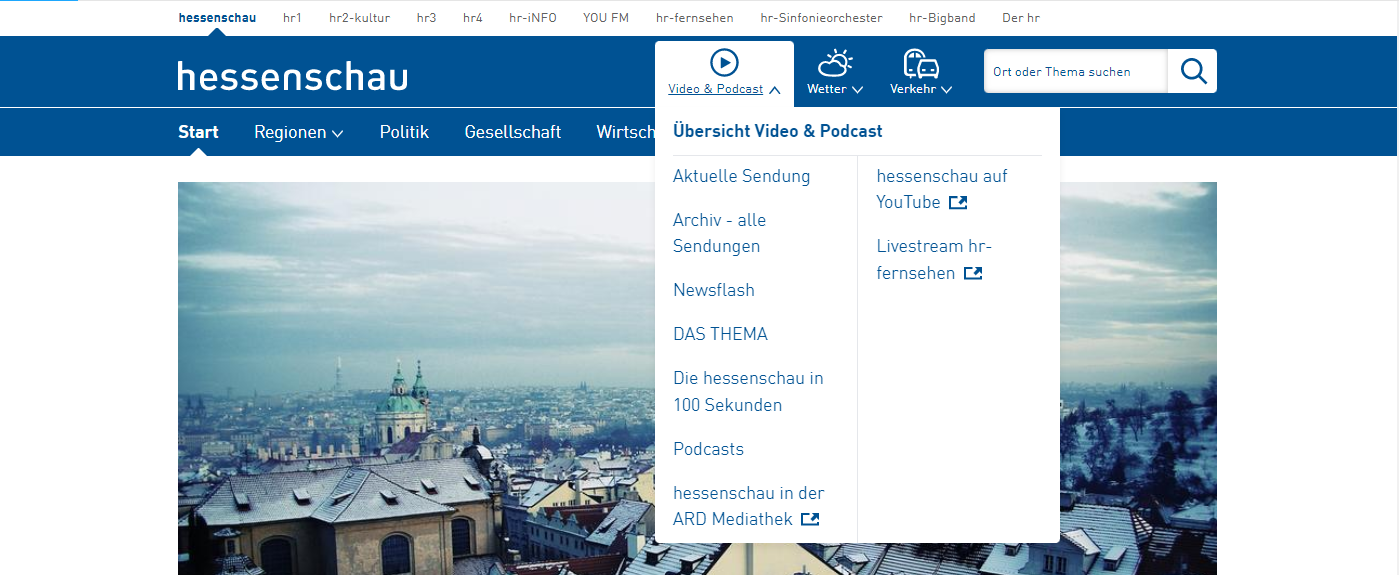 hessenschau hr1 hr2-kultur hr3 hr4 hr-iNFO YOU FM hr-fernsehen hr-Sinfonieorchester hr-Bigband Der hr
hessenschau
Video & Podcast
Wetter
Verkehr
Ort oder Thema suchen
Start Regionen Politik Gesellschaft Wirtsch
Übersicht Video & Podcast
Aktuelle Sendung
Archiv - alle
Sendungen
Newsflash
DAS THEMA
Die hessenschau in
100 Sekunden
Podcasts
hessenschau in der
ARD Mediathek
hessenschau auf
YouTube
Livestream hr-
fernsehen